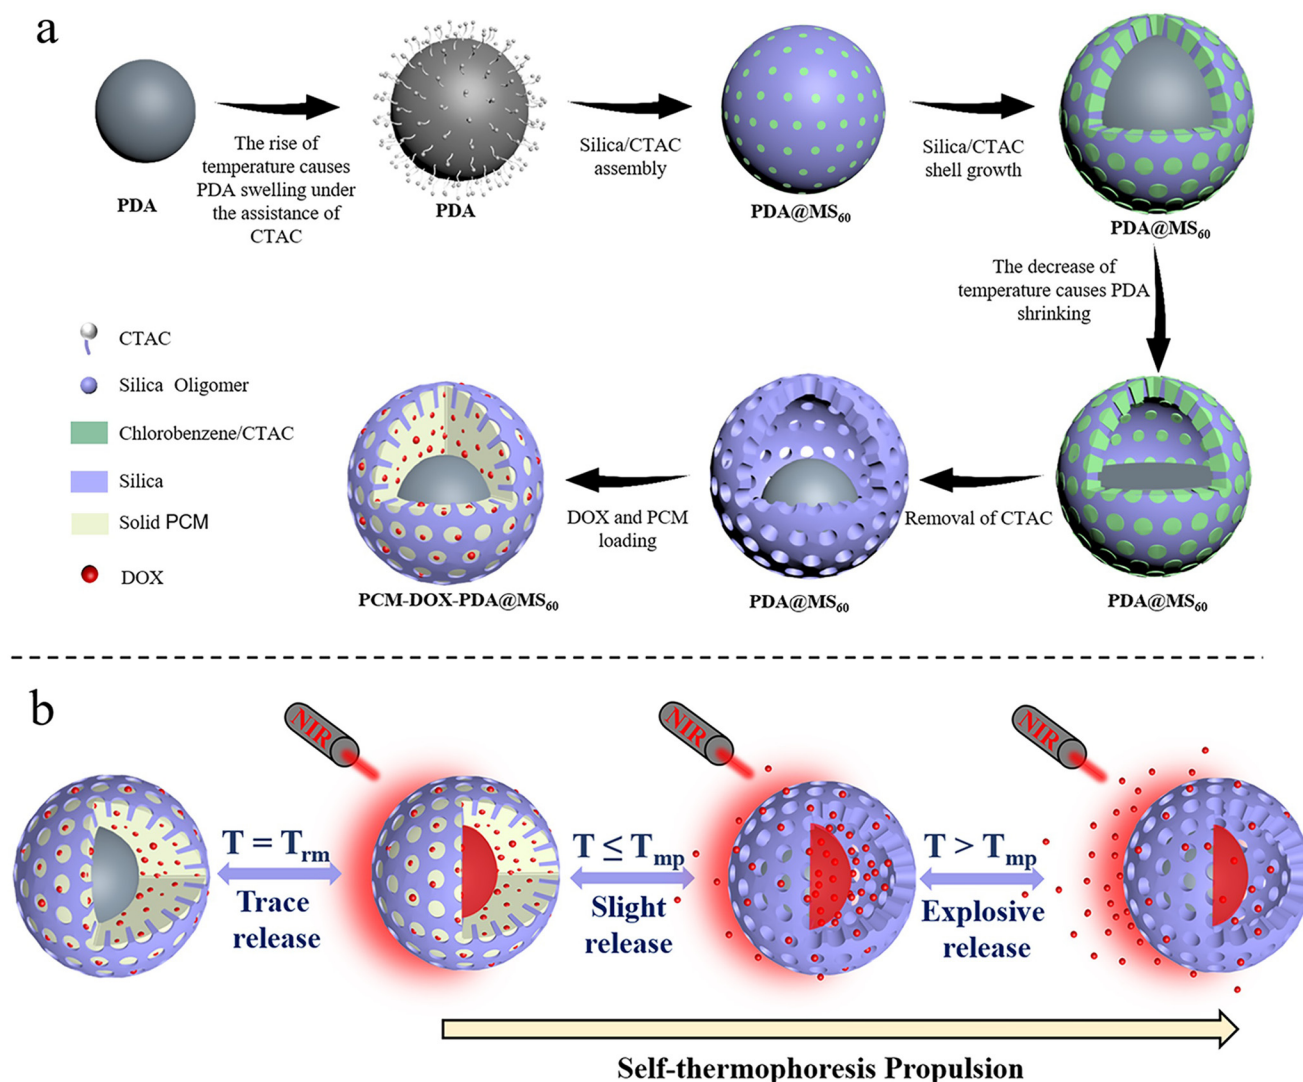 a
PDA
The rise of
temperature causes
PDA swelling under
the assistance of
CTAC
PDA
Silica/CTAC
assembly
PDA@MS60
Silica/CTAC
shell growth
PDA@MS60
The decrease of
temperature causes PDA
shrinking
CTAC
Silica Oligomer
Chlorobenzene/CTAC
Silica
Solid PCM
DOX
PCM-DOX-PDA@MS60
DOX and PCM
loading
PDA@MS60
Removal of CTAC
PDA@MS60
b
NIR
NIR
NIR
T = Trm
Trace
release
T ≤ Tmp
Slight
release
T > Tmp
Explosive
release
Self-thermophoresis Propulsion